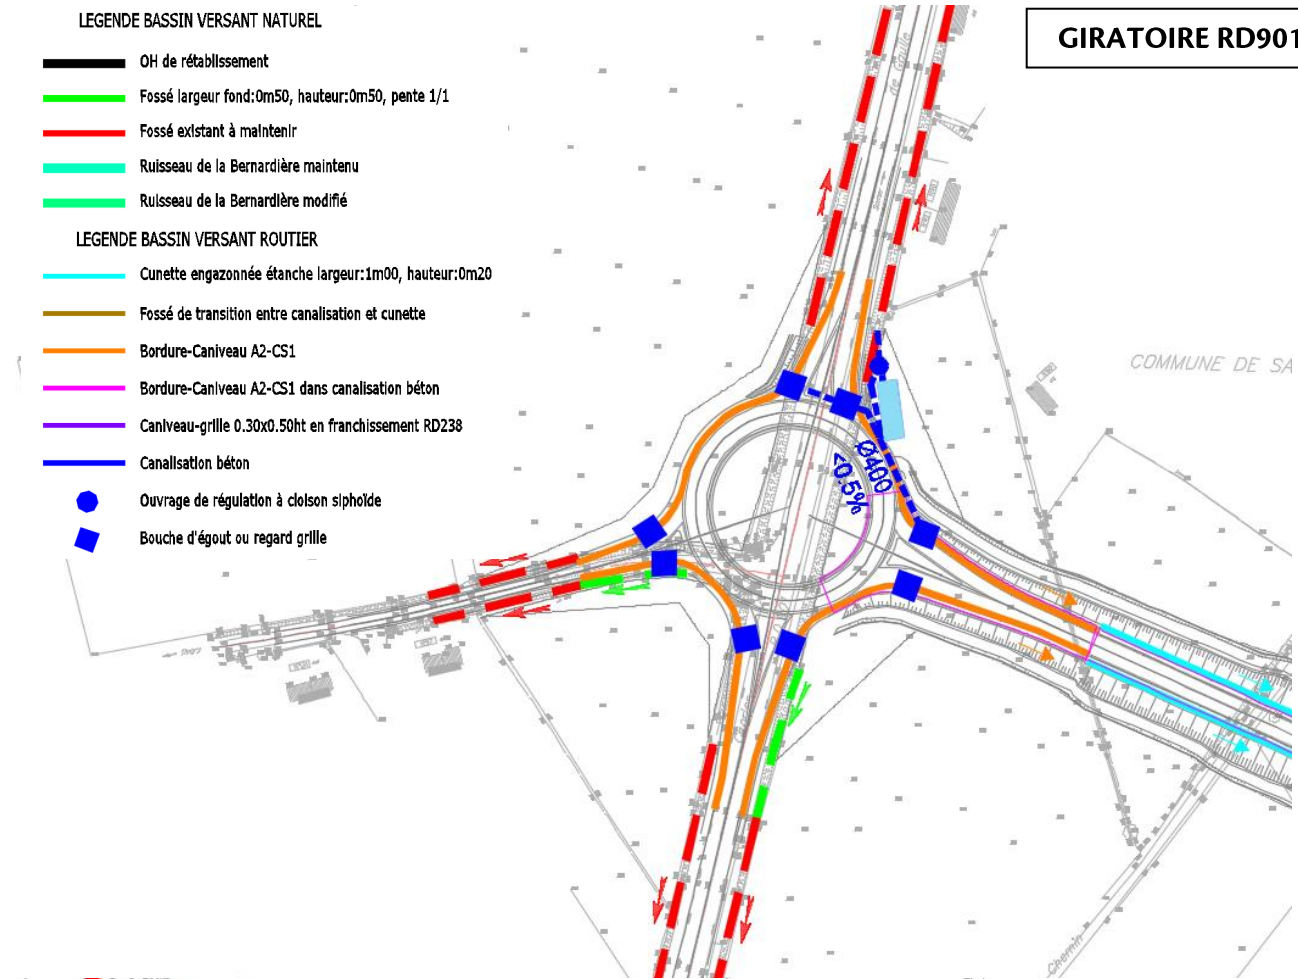 LEGENDE BASSIN VERSANT NATUREL
OH de rétablissement
Fossé largeur fond:0m50, hauteur:0m50, pente 1/1
Fossé existant à maintenir
Ruisseau de la Bernardière maintenu
Ruisseau de la Bernardière modifié
LEGENDE BASSIN VERSANT ROUTIER
Cunette engazonnée étanche largeur:1m00, hauteur:0m20
Fossé de transition entre canalisation et cunette
Bordure-Caniveau A2-CS1
Bordure-Caniveau A2-CS1 dans canalisation béton
Caniveau-grille 0.30x0.50ht en franchissement RD238
Canalisation béton
Ouvrage de régulation à cloison siphoïde
Bouche d'égout ou regard grille
GIRATOIRE RD901
de Gaulle
COMMUNE DE SA
Ø400
<0.5%
Chemin